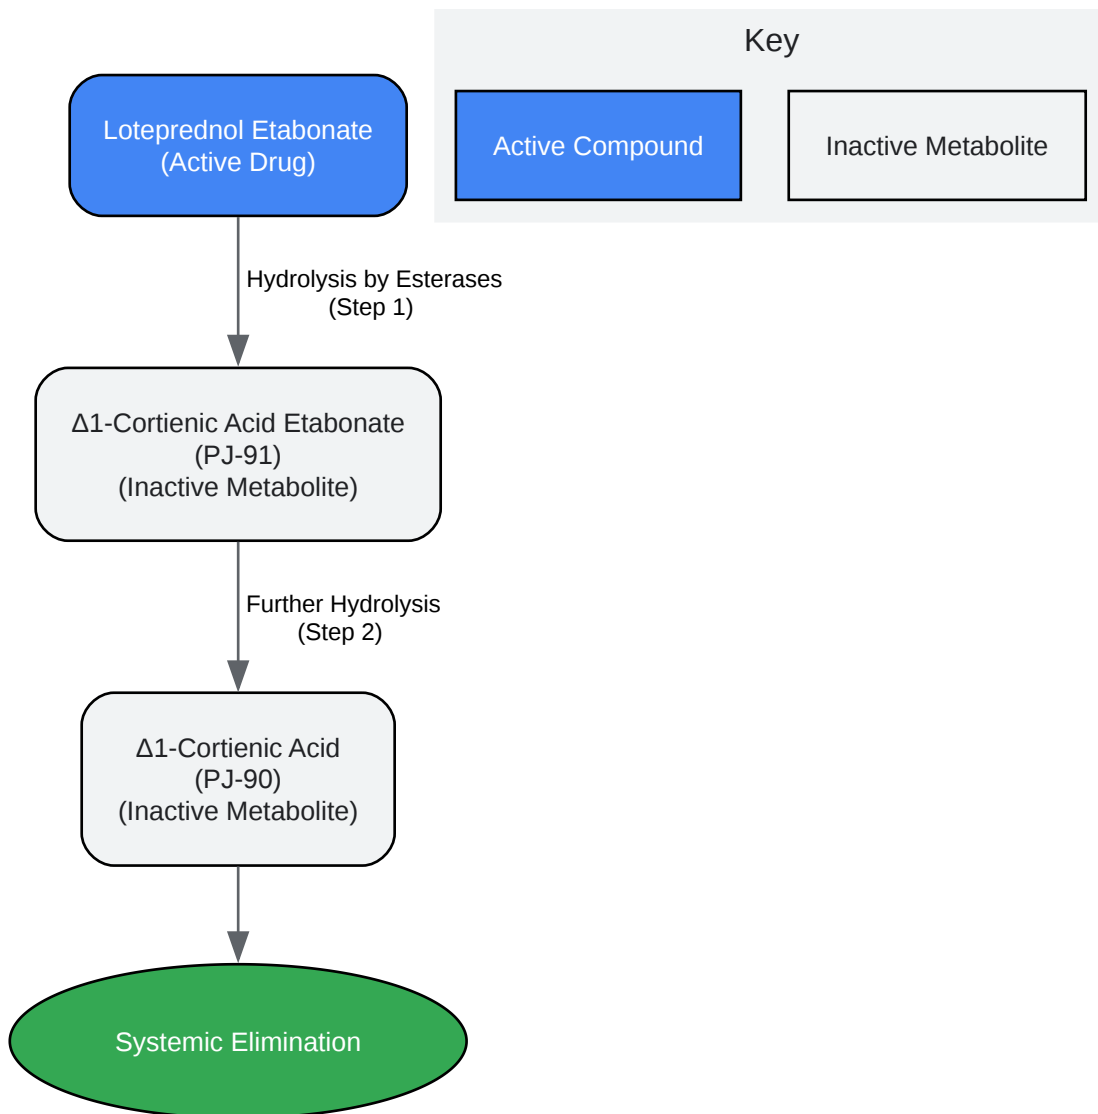 Key
Active Compound
Inactive Metabolite
Loteprednol Etabonate
(Active Drug)
Hydrolysis by Esterases
(Step 1)
Δ1-Cortienic Acid Etabonate
(PJ-91)
(Inactive Metabolite)
Further Hydrolysis
(Step 2)
Δ1-Cortienic Acid
(PJ-90)
(Inactive Metabolite)
Systemic Elimination